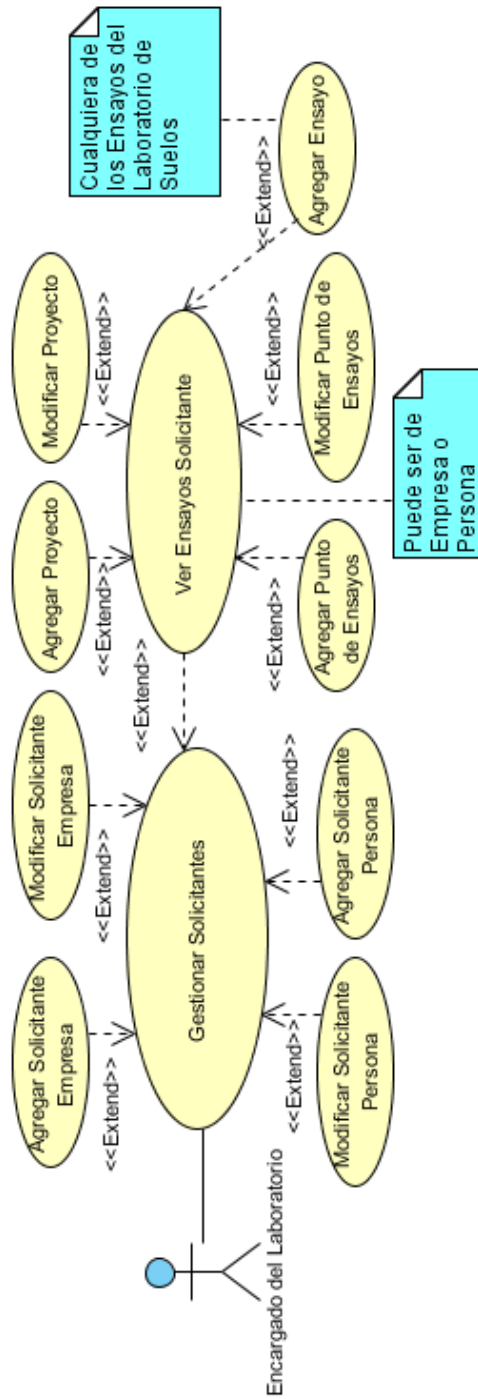 Agregar Solicitante
Empresa
Modificar Solicitante
Empresa
Agregar Proyecto
Modificar Proyecto
Cualquiera de
los Ensayos del
Laboratorio de
Suelos
<<Extend>>
<<Extend>>
<<Extend>>
<<Extend>>
<<Extend>>
<<Extend>>
Encargado del Laboratorio
Gestionar Solicitantes
Ver Ensayos Solicitante
Agregar Ensayo
<<Extend>>
<<Extend>>
<<Extend>>
<<Extend>>
Modificar Solicitante
Persona
Agregar Solicitante
Persona
Agregar Punto
de Ensayos
Modificar Punto de
Ensayos
Puede ser de
Empresa o
Persona